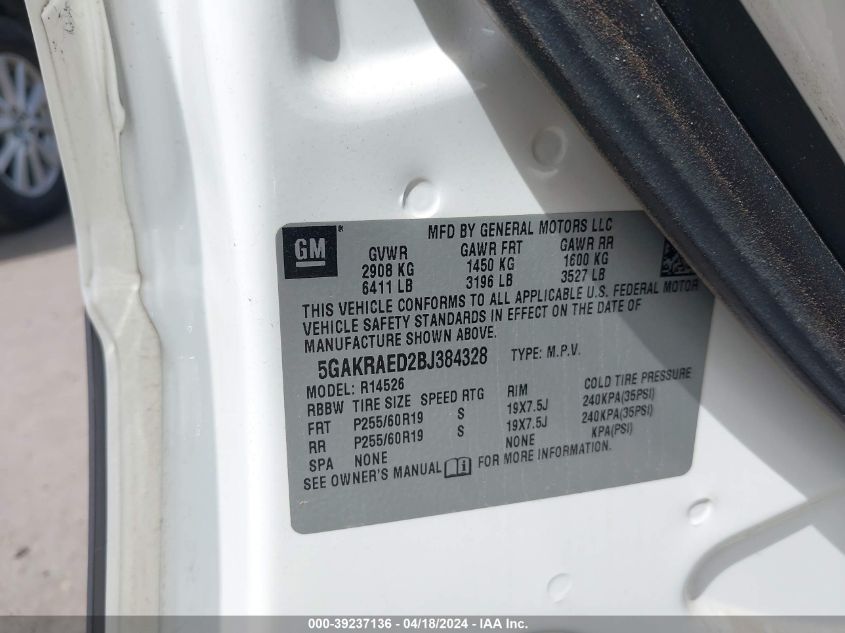 GM ®
MFD BY GENERAL MOTORS LLC
GVWR GAWR FRT GAWR RR
2908 KG 1450 KG 1600 KG
6411 LB 3196 LB 3527 LB
THIS VEHICLE CONFORMS TO ALL APPLICABLE U.S. FEDERAL MOTOR
VEHICLE SAFETY STANDARDS IN EFFECT ON THE DATE OF
MANUFACTURE SHOWN ABOVE.
5GAKRAED2BJ384328 TYPE: M.P.V.
MODEL: R14526
RBBW TIRE SIZE SPEED RTG RIM COLD TIRE PRESSURE
FRT P255/60R19 S 19X7.5J 240KPA(35PSI)
RR P255/60R19 S 19X7.5J 240KPA(35PSI)
SPA NONE NONE KPA(PSI)
SEE OWNER'S MANUAL FOR MORE INFORMATION.
000-39237136 - 04/18/2024 - IAA Inc.